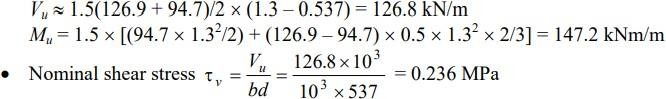 Vᵤ ≈ 1.5(126.9 + 94.7)/2 × (1.3 – 0.537) = 126.8 kN/m
Mᵤ = 1.5 × [(94.7 × 1.3²/2) + (126.9 – 94.7) × 0.5 × 1.3² × 2/3] = 147.2 kNm/m
• Nominal shear stress τᵥ = Vᵤ/bd = 126.8 × 10³/10³ × 537 = 0.236 MPa